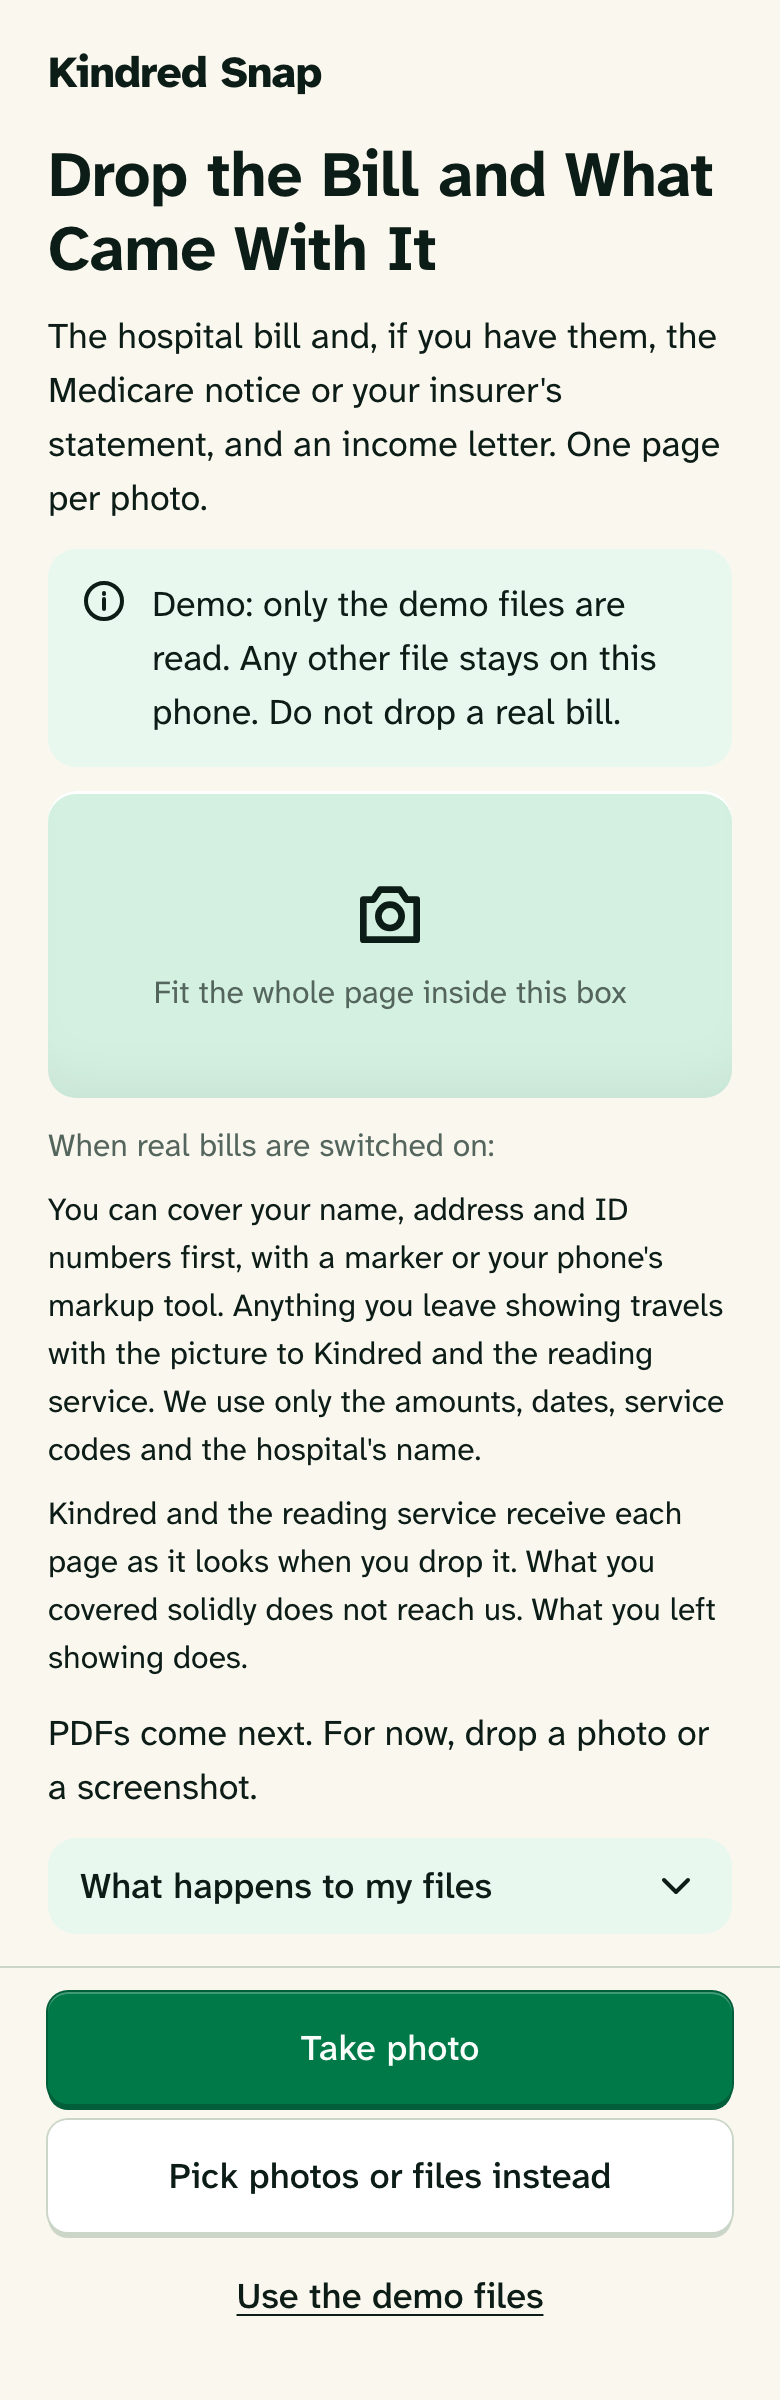 Kindred Snap
Drop the Bill and What
Came With It
The hospital bill and, if you have them, the
Medicare notice or your insurer's
statement, and an income letter. One page
per photo.
Demo: only the demo files are
read. Any other file stays on this
phone. Do not drop a real bill.
Fit the whole page inside this box
When real bills are switched on:
You can cover your name, address and ID
numbers first, with a marker or your phone's
markup tool. Anything you leave showing travels
with the picture to Kindred and the reading
service. We use only the amounts, dates, service
codes and the hospital's name.
Kindred and the reading service receive each
page as it looks when you drop it. What you
covered solidly does not reach us. What you left
showing does.
PDFs come next. For now, drop a photo or
a screenshot.
What happens to my files
Take photo
Pick photos or files instead
Use the demo files